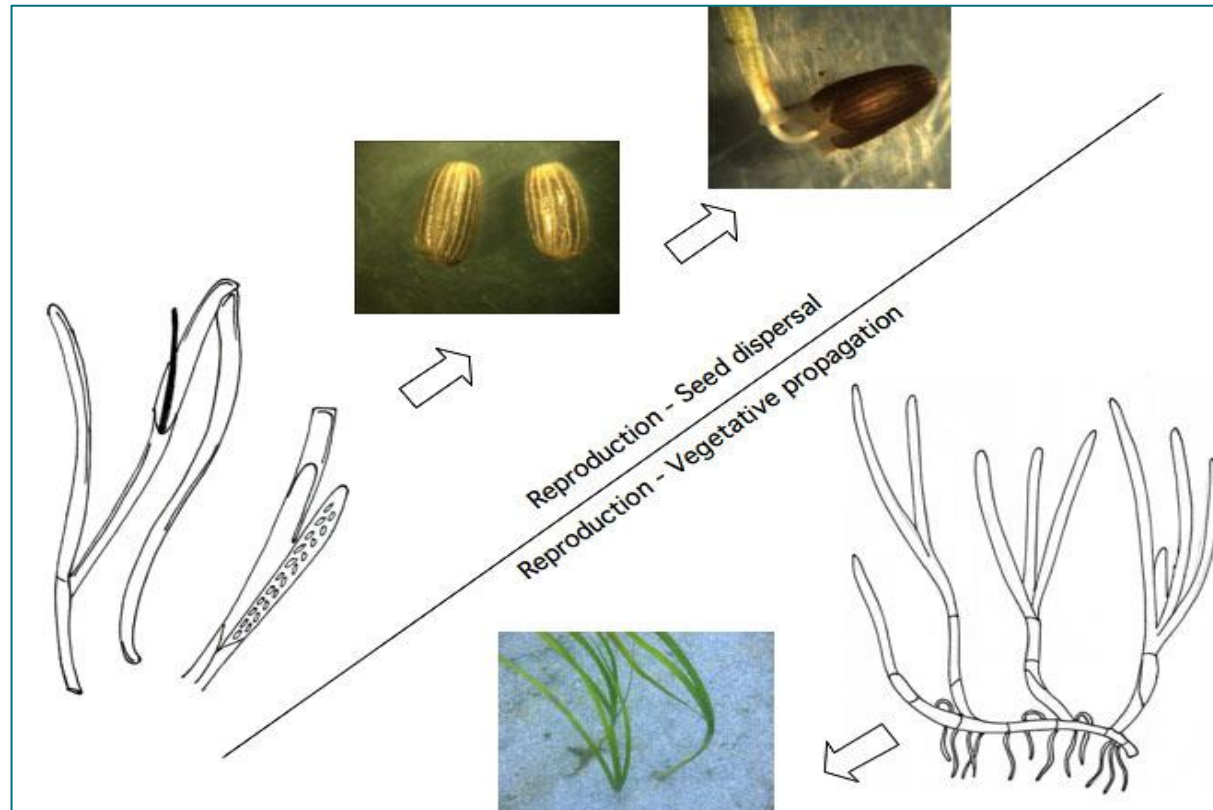 Reproduction - Seed dispersal
Reproduction - Vegetative propagation